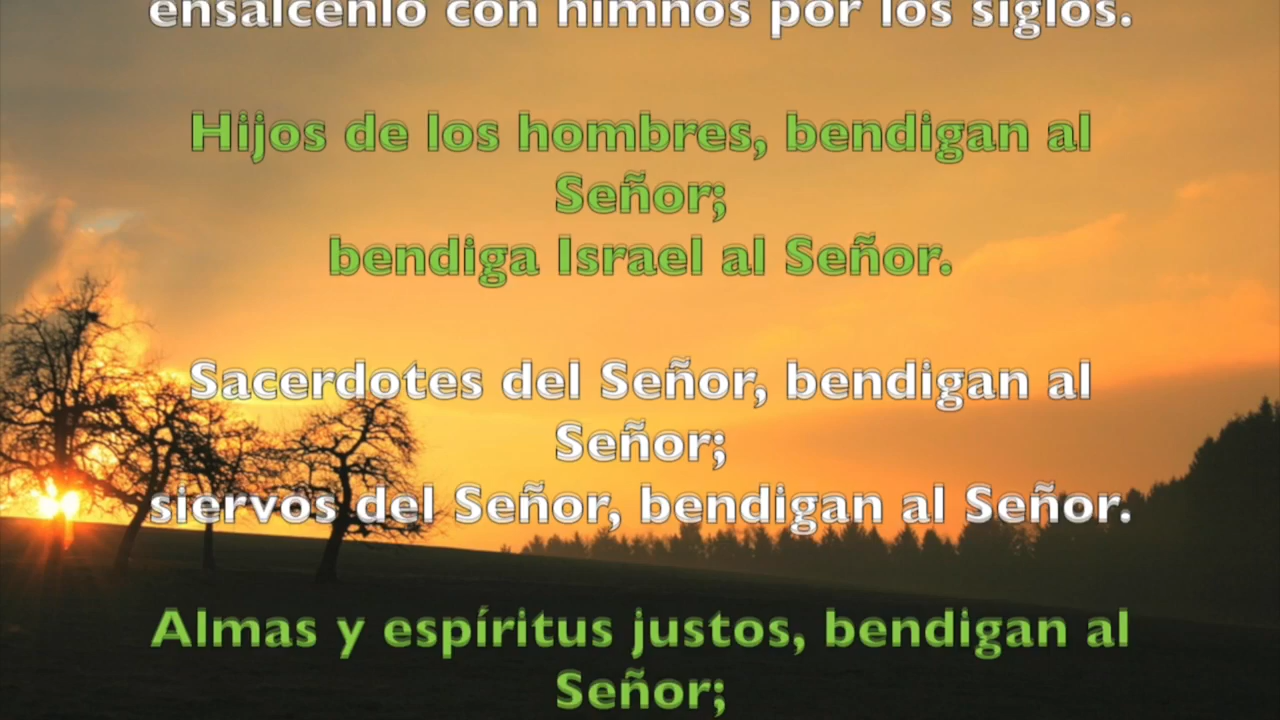 ensálcenlo con himnos por los siglos.
Hijos de los hombres, bendigan al
Señor;
bendiga Israel al Señor.
Sacerdotes del Señor, bendigan al
Señor;
siervos del Señor, bendigan al Señor.
Almas y espíritus justos, bendigan al
Señor;